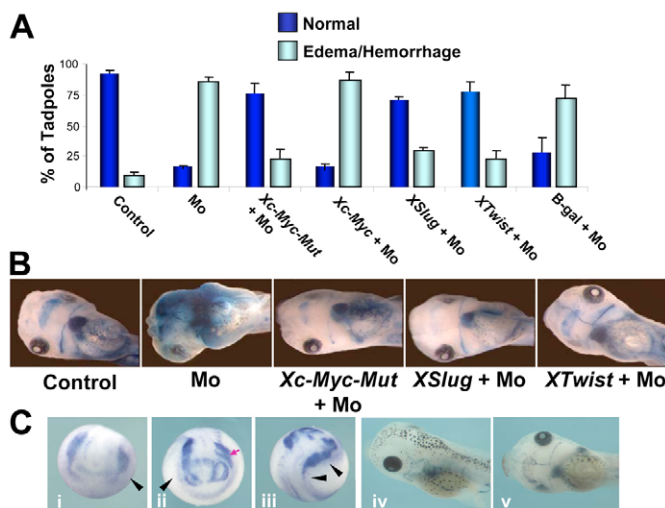 A
Normal
Edema/Hemorrhage
% of Tadpoles
100
75
50
25
0
Control
Mo
Xc-Myc-Mut
+ Mo
Xc-Myc + Mo
XSlug + Mo
XTwist + Mo
B-gal + Mo
B
Control
Mo
Xc-Myc-Mut
+ Mo
XSlug + Mo
XTwist + Mo
C
i
ii
iii
iv
v